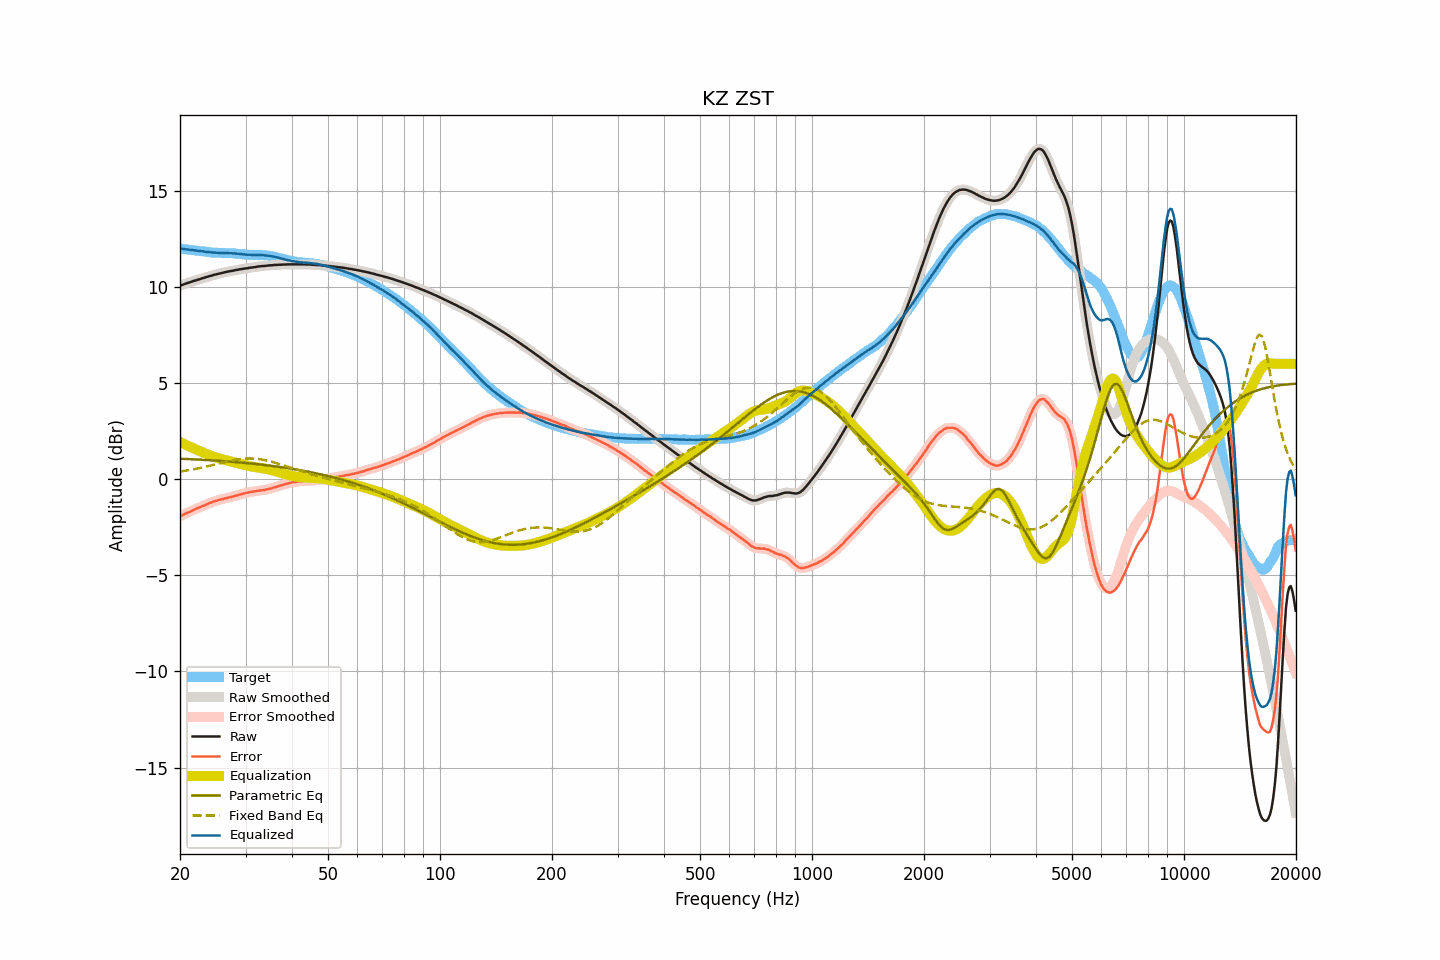 KZ ZST
Amplitude (dBr)
15
10
5
0
−5
−10
−15
Target
Raw Smoothed
Error Smoothed
Raw
Error
Equalization
Parametric Eq
Fixed Band Eq
Equalized
20 50 100 200 500 1000 2000 5000 10000 20000
Frequency (Hz)